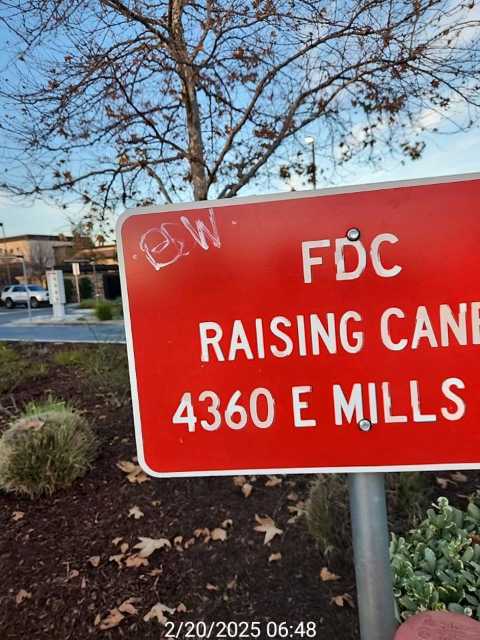 FDC
RAISING CANE
4360 E MILLS
2/20/2025 06:48